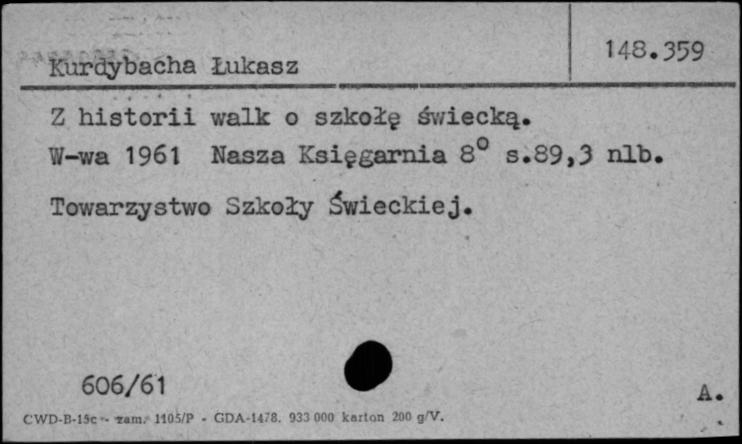 148.359
Kurdybacha Łukasz
Z historii walk o szkołę świecką.
W-wa 1961 Nasza Księgarnia 8° s.89,3 nlb.
Towarzystwo Szkoły Świeckiej.
606/61
A.
CWD-B-15c - zam. 1105/P - GDA-1478. 933 000 karton 200 g/V.